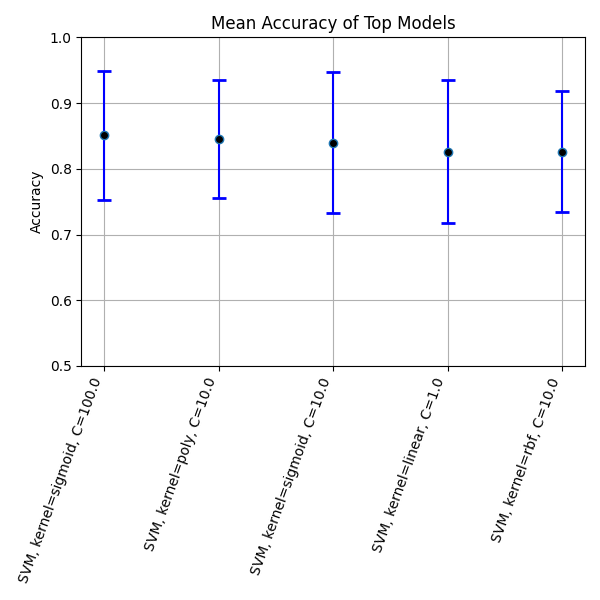 Mean Accuracy of Top Models
1.0
0.9
0.8
0.7
0.6
0.5
Accuracy
SVM, kernel=sigmoid, C=100.0
SVM, kernel=poly, C=10.0
SVM, kernel=sigmoid, C=10.0
SVM, kernel=linear, C=1.0
SVM, kernel=rbf, C=10.0